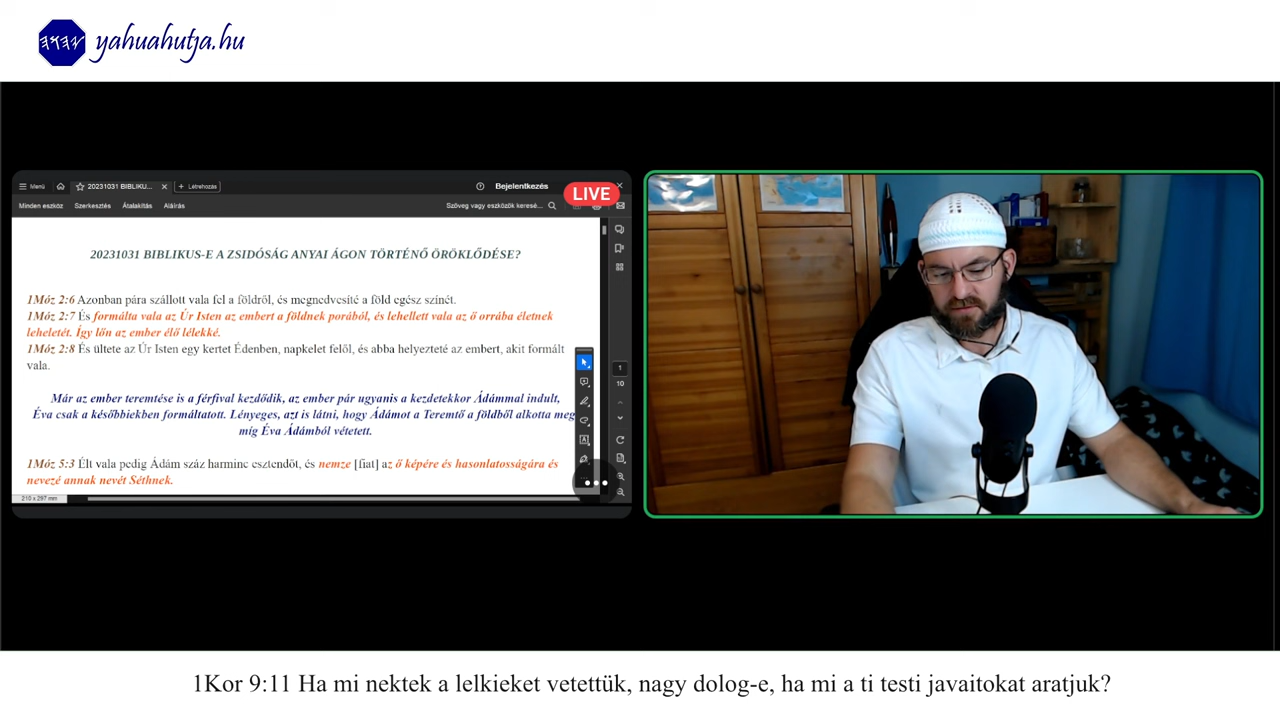 yahuahutja.hu
Menü
20231031 BIBLIKU...
Létrehozás
Bejelentkezés
LIVE
Minden eszköz
Szerkesztés
Átalakítás
Aláírás
Szöveg vagy eszközök keresé...
20231031 BIBLIKUS-E A ZSIDÓSÁG ANYAI ÁGON TÖRTÉNŐ ÖRÖKLŐDÉSE?
1Móz 2:6 Azonban pára szállott vala fel a földről, és megnedvesíté a föld egész színét.
1Móz 2:7 És formálta vala az Úr Isten az embert a földnek porából, és lehellett vala az ő orrába életnek
leheletét. Így lőn az ember élő lélekké.
1Móz 2:8 És ültete az Úr Isten egy kertet Édenben, napkelet felől, és abba helyezteté az embert, akit formált
vala.
Már az ember teremtése is a férfival kezdődik, az ember pár ugyanis a kezdetekkor Ádámmal indult,
Éva csak a későbbiekben formáltatott. Lényeges, azt is látni, hogy Ádámot a Teremtő a földből alkotta meg
míg Éva Ádámból vétetett.
1Móz 5:3 Élt vala pedig Ádám száz harminc esztendőt, és nemze [fiat] az ő képére és hasonlatosságára és
nevezé annak nevét Séthnek.
1
10
210 x 297 mm
1Kor 9:11 Ha mi nektek a lelkieket vetettük, nagy dolog-e, ha mi a ti testi javaitokat aratjuk?